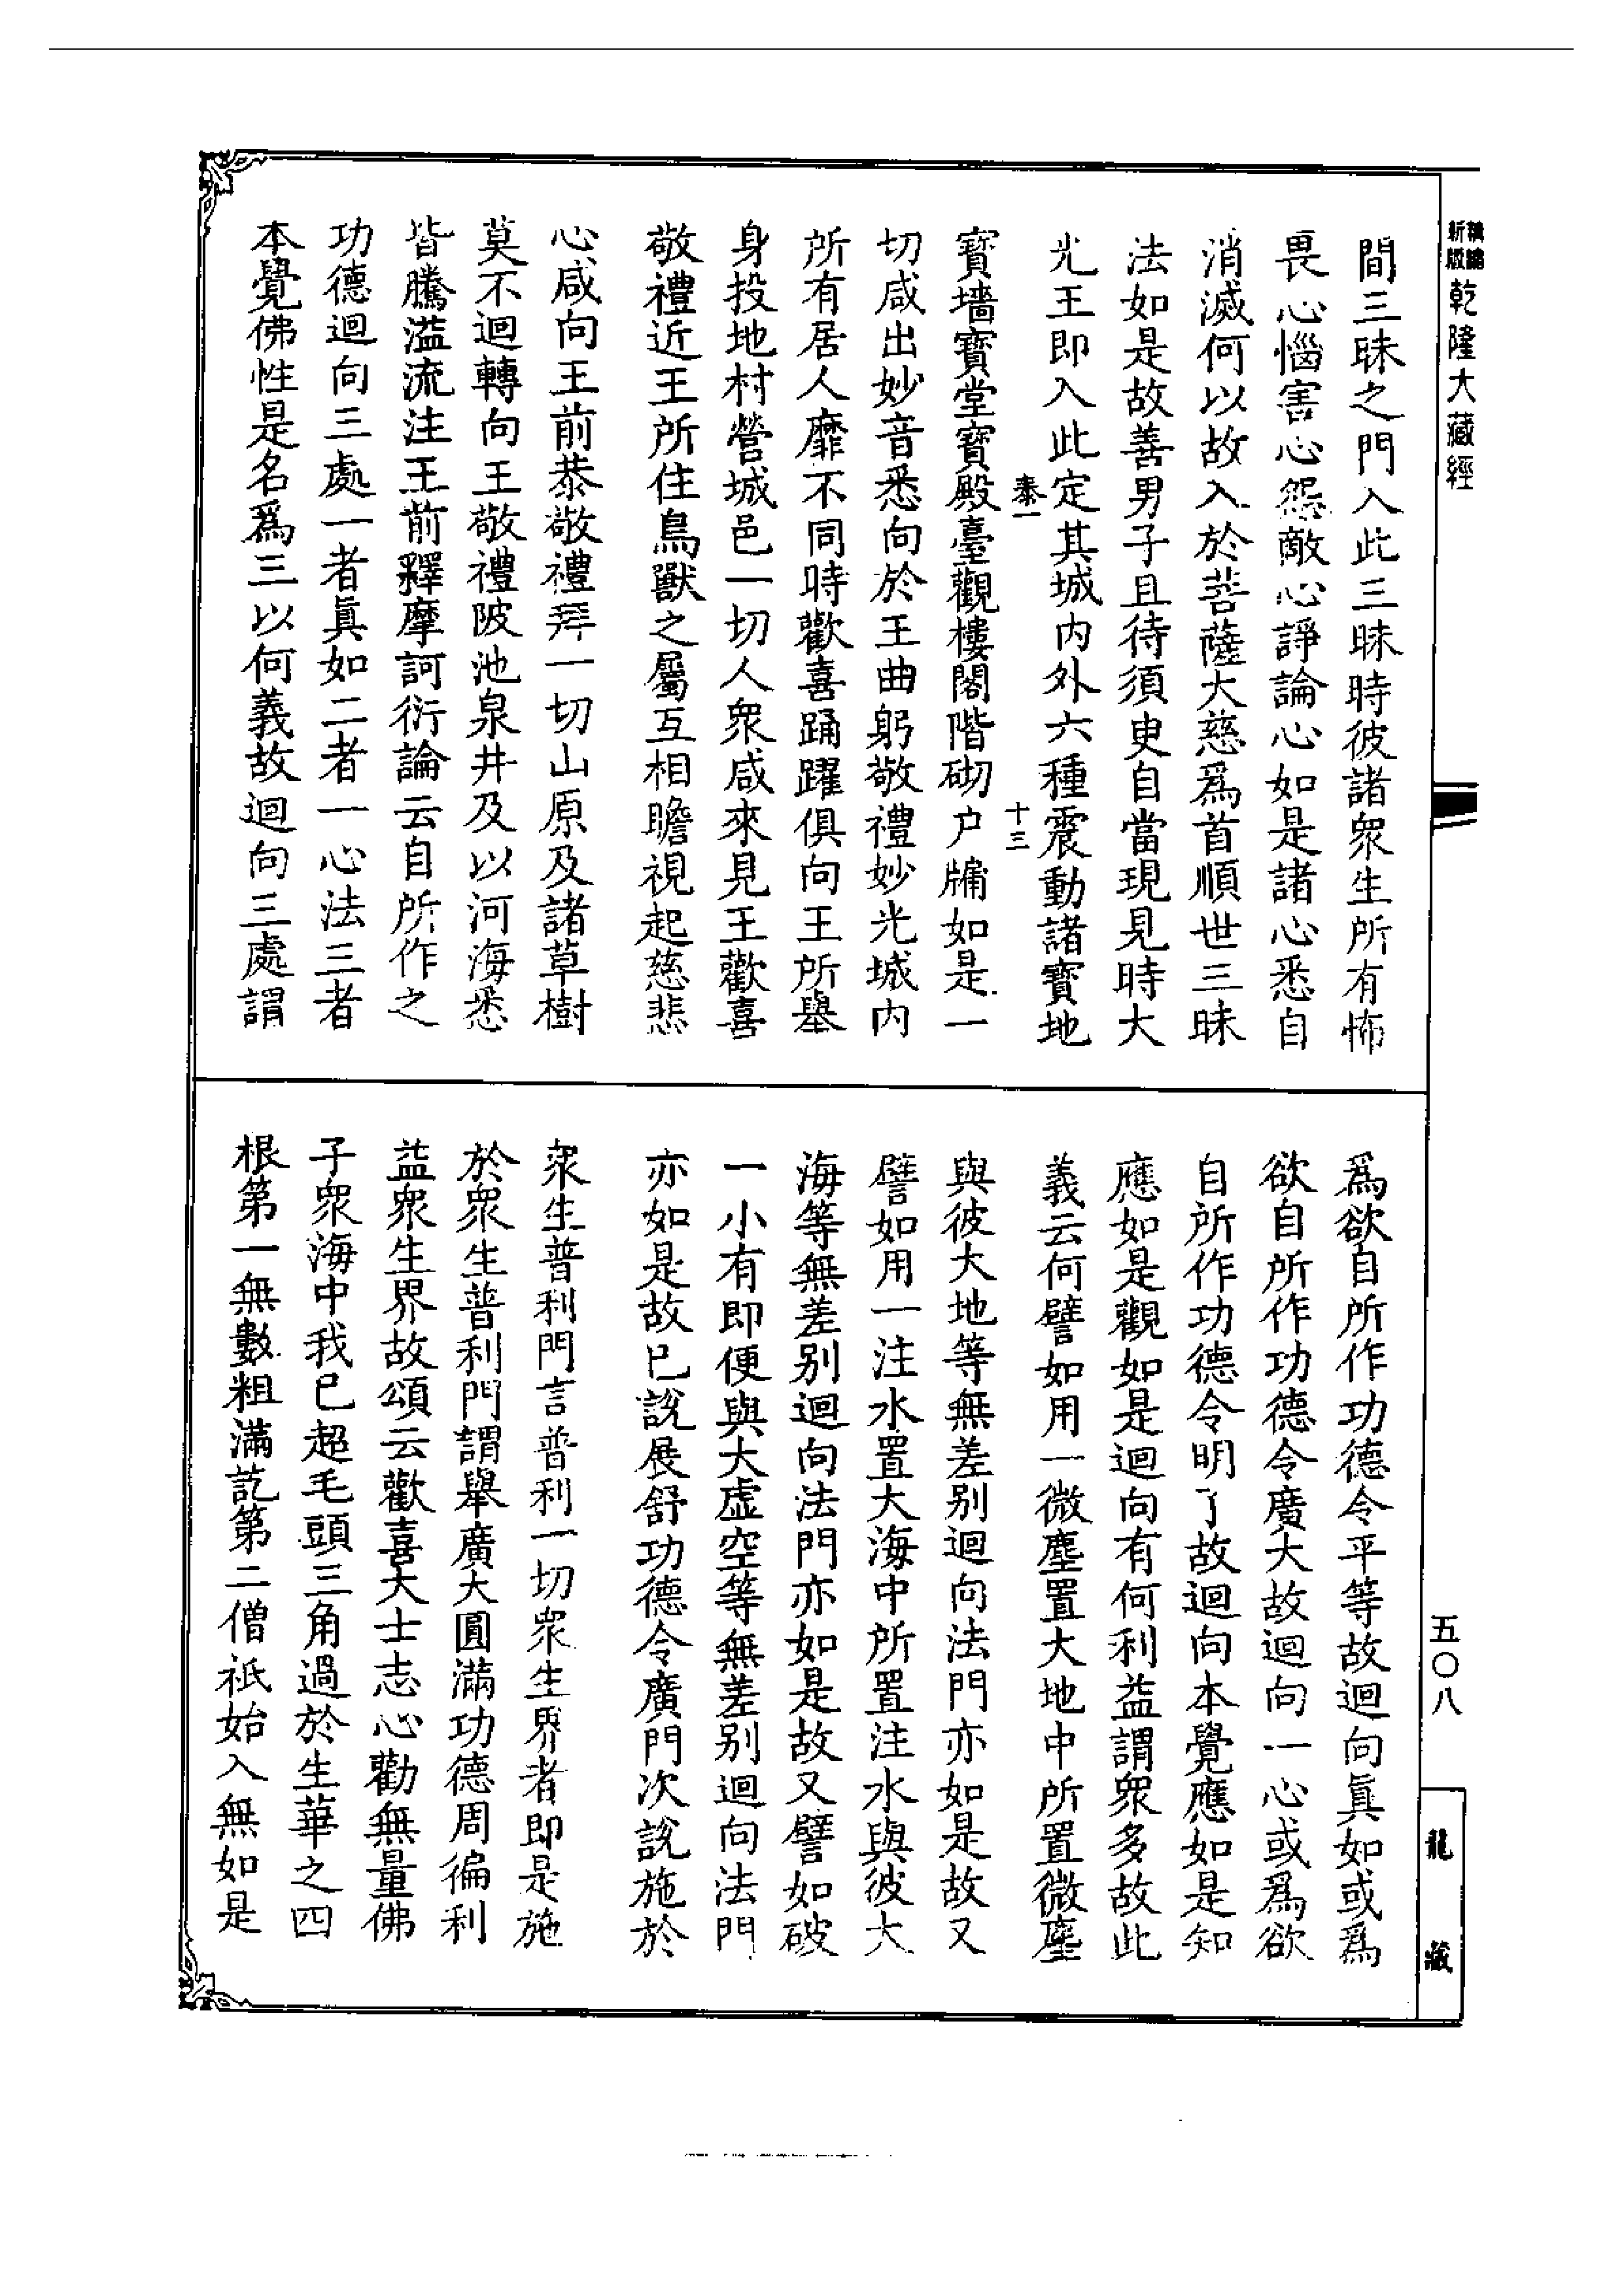 新編
縮版
乾隆大藏經
間三昧之門入此三昧時彼諸衆生所有怖
畏心惱害心怨敵心諍論心如是諸心悉自
消滅何以故入於菩薩大慈爲首順世三昧
法如是故善男子且待須臾自當現見時大
光王即入此定其城内外六種震動諸寶地
泰一
十三
寶墻寶堂寶殿臺觀樓閣階砌户牗如是一
切咸出妙音悉向於王曲躬敬禮妙光城内
所有居人靡不同時歡喜踊躍俱向王所舉
身投地村營城邑一切人衆咸來見王歡喜
敬禮近王所住鳥獸之屬互相瞻視起慈悲
心咸向王前恭敬禮拜一切山原及諸草樹
莫不迴轉向王敬禮陂池泉井及以河海悉
皆騰溢流注王前釋摩訶衍論云自所作之
功德迴向三處一者眞如二者一心法三者
本覺佛性是名爲三以何義故迴向三處謂
爲欲自所作功德令平等故迴向眞如或爲
欲自所作功德令廣大故迴向一心或爲欲
自所作功德令明了故迴向本覺應如是知
應如是觀如是迴向有何利益謂衆多故此
義云何譬如用一微塵置大地中所置微塵
與彼大地等無差别迴向法門亦如是故又
譬如用一注水置大海中所置注水與彼大
海等無差别迴向法門亦如是故又譬如破
一小有即便與大虚空等無差别迴向法門
亦如是故已說展舒功德令廣門次說施於
衆生普利門言普利一切衆生界者即是施
於衆生普利門謂舉廣大圓滿功德周徧利
益衆生界故頌云歡喜大士志心勸無量佛
子衆海中我已超毛頭三角過於生華之四
根第一無數粗滿訖第二僧祇始入無如是
五〇八
龍藏